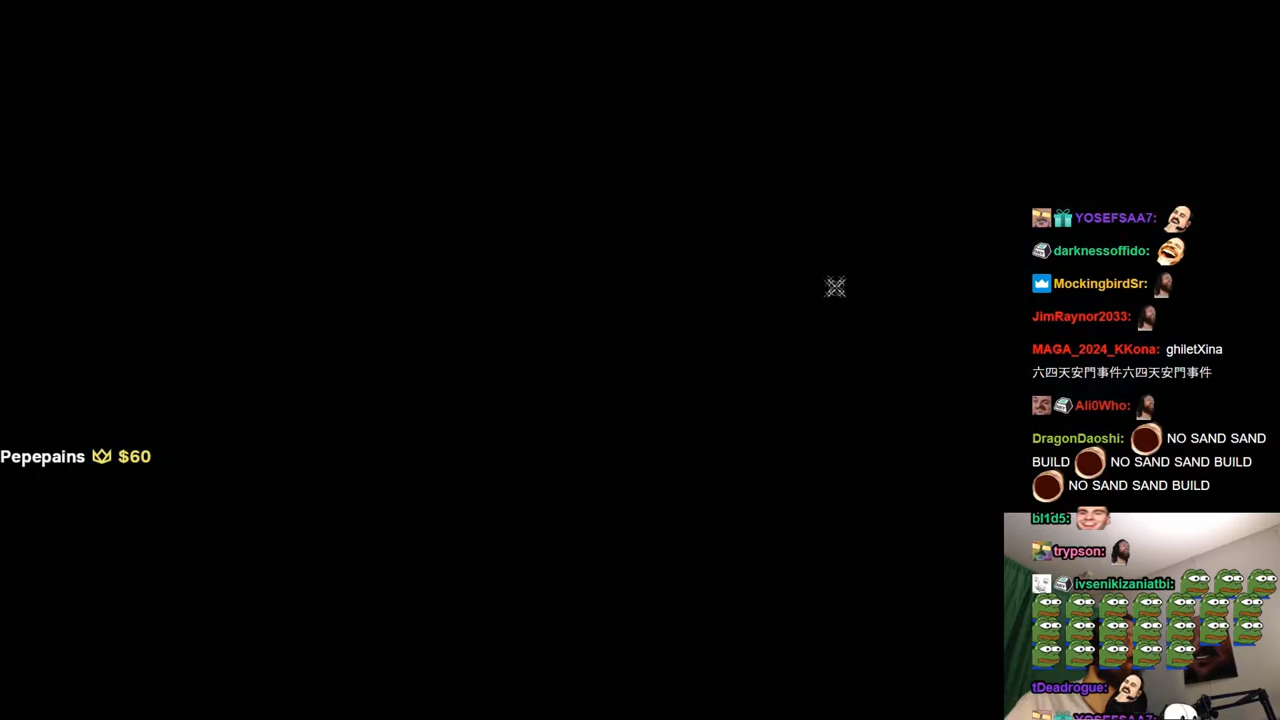 YOSEFSAA7:
darknessoffido:
MockingbirdSr:
JimRaynor2033:
MAGA_2024_KKona: ghiletXina
六四天安門事件六四天安門事件
Ali0Who:
DragonDaoshi: NO SAND SAND
BUILD NO SAND SAND BUILD
NO SAND SAND BUILD
Pepepains $60
bl1d5:
trypson:
ivsenikizaniatbi:
tDeadrogue:
YOSEFSAA7: